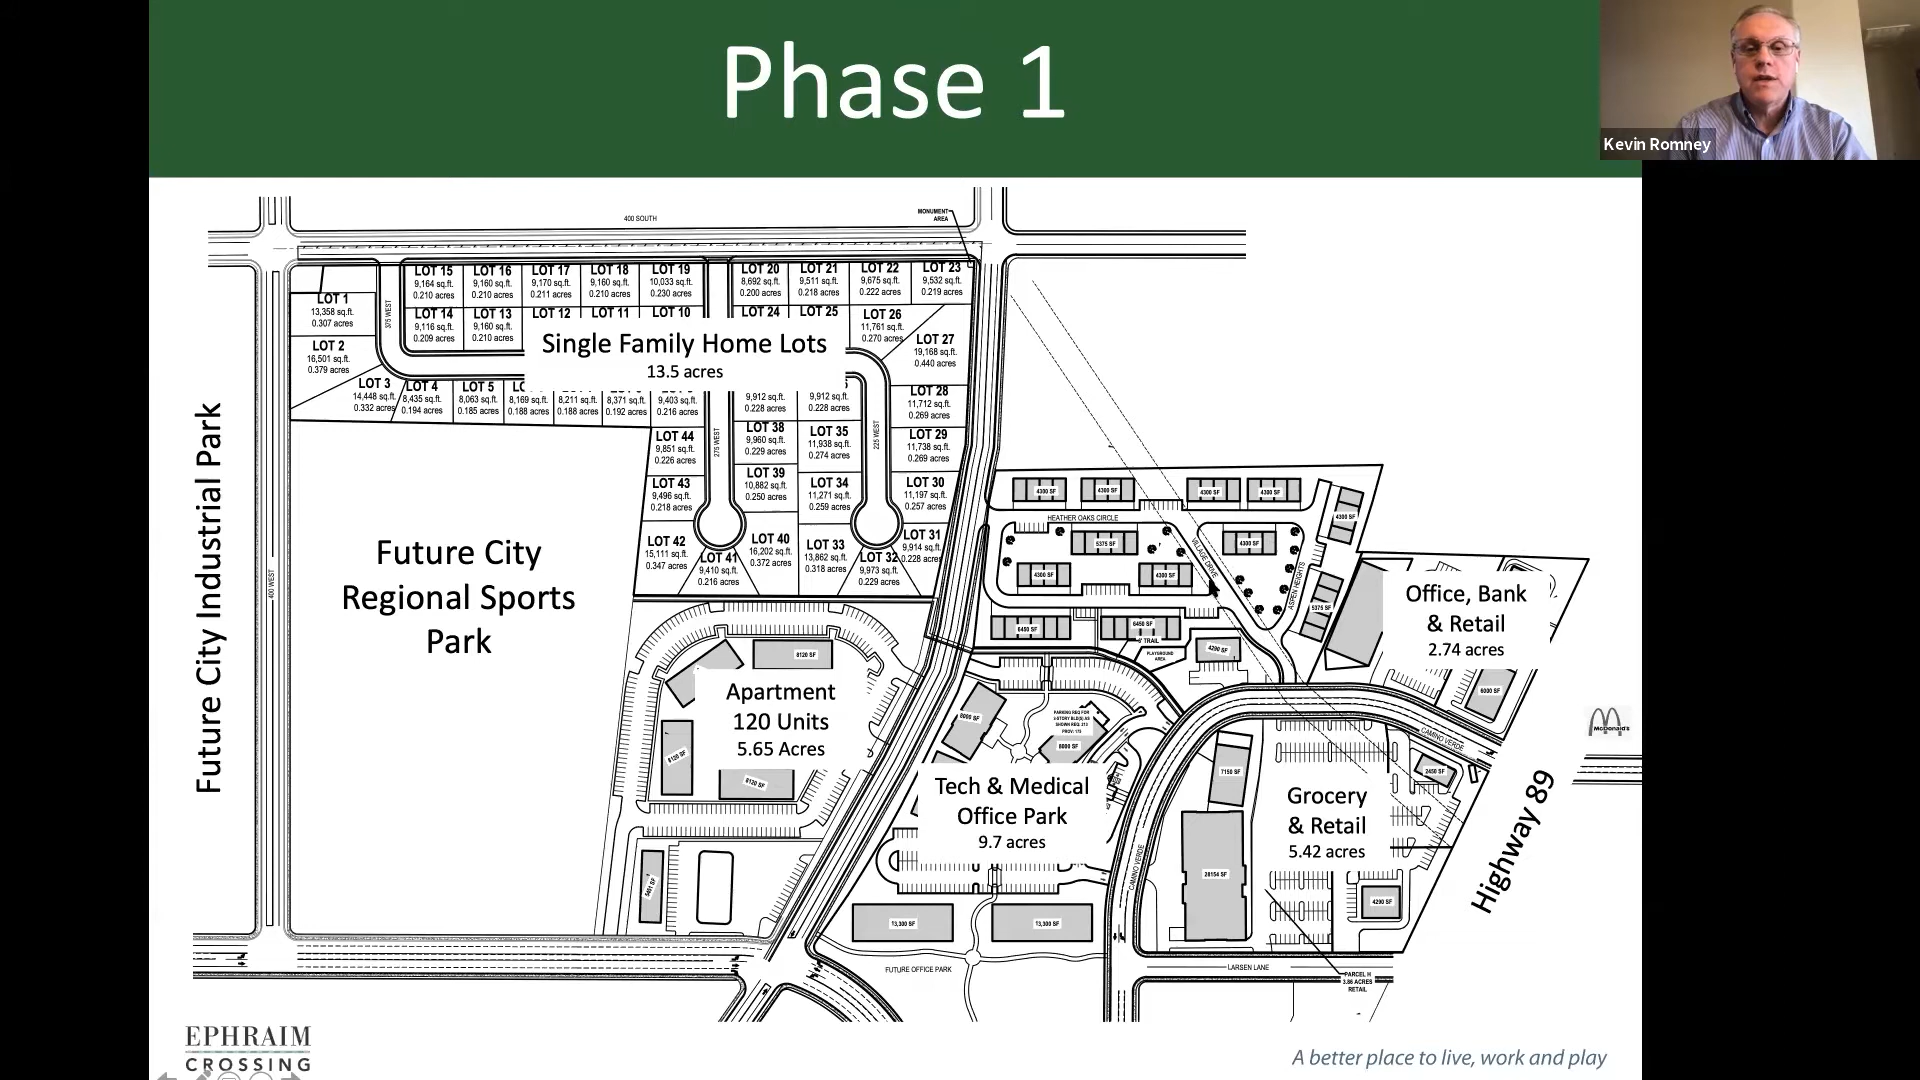 Phase 1
Kevin Romney
400 SOUTH
MONUMENT
AREA
LOT 15
9,164 sq.ft.
0.210 acres
LOT 16
9,160 sq.ft.
0.210 acres
LOT 17
9,170 sq.ft.
0.211 acres
LOT 18
9,160 sq.ft.
0.210 acres
LOT 19
10,033 sq.ft.
0.230 acres
LOT 20
8,692 sq.ft.
0.200 acres
LOT 21
9,511 sq.ft.
0.218 acres
LOT 22
9,675 sq.ft.
0.222 acres
LOT 23
9,532 sq.ft.
0.219 acres
LOT 1
13,358 sq.ft.
0.307 acres
375 WEST
LOT 14
9,116 sq.ft.
0.209 acres
LOT 13
9,160 sq.ft.
0.210 acres
LOT 12
LOT 11
LOT 10
LOT 24
LOT 25
LOT 26
11,761 sq.ft.
0.270 acres
LOT 27
19,168 sq.ft.
0.440 acres
Single Family Home Lots
13.5 acres
LOT 2
16,501 sq.ft.
0.379 acres
LOT 3
14,448 sq.ft.
0.332 acres
LOT 4
8,435 sq.ft.
0.194 acres
LOT 5
8,063 sq.ft.
0.185 acres
8,169 sq.ft.
0.188 acres
8,211 sq.ft.
0.188 acres
8,371 sq.ft.
0.192 acres
9,403 sq.ft.
0.216 acres
9,912 sq.ft.
0.228 acres
9,912 sq.ft.
0.228 acres
LOT 28
11,712 sq.ft.
0.269 acres
LOT 44
9,851 sq.ft.
0.226 acres
275 WEST
LOT 38
9,960 sq.ft.
0.229 acres
LOT 35
11,938 sq.ft.
0.274 acres
225 WEST
LOT 29
11,738 sq.ft.
0.269 acres
LOT 43
9,496 sq.ft.
0.218 acres
LOT 39
10,882 sq.ft.
0.250 acres
LOT 34
11,271 sq.ft.
0.259 acres
LOT 30
11,197 sq.ft.
0.257 acres
LOT 42
15,111 sq.ft.
0.347 acres
LOT 41
9,410 sq.ft.
0.216 acres
LOT 40
16,202 sq.ft.
0.372 acres
LOT 33
13,862 sq.ft.
0.318 acres
LOT 32
9,973 sq.ft.
0.229 acres
LOT 31
9,914 sq.ft.
0.228 acres
Future City Industrial Park
400 WEST
Future City
Regional Sports
Park
4300 SF
4300 SF
4300 SF
4300 SF
4300 SF
HEATHER OAKS CIRCLE
5375 SF
4300 SF
VILLAGE DRIVE
4300 SF
4300 SF
ASPEN HEIGHTS
5375 SF
6450 SF
6450 SF
TRAIL
PLAYGROUND
AREA
4290 SF
Office, Bank
& Retail
2.74 acres
6000 SF
McDonald's
CAMINO VERDE
8120 SF
Apartment
120 Units
5.65 Acres
8120 SF
8120 SF
5401 SF
8000 SF
PARKING REQ FOR
SHOWN REQ: 213
PROV: 173
8000 SF
Tech & Medical
Office Park
9.7 acres
13,300 SF
13,300 SF
FUTURE OFFICE PARK
CAMINO VERDE
7150 SF
28154 SF
Grocery
& Retail
5.42 acres
2450 SF
4290 SF
Highway 89
LARSEN LANE
PARCEL H
3.86 ACRES
RETAIL
EPHRAIM
CROSSING
A better place to live, work and play